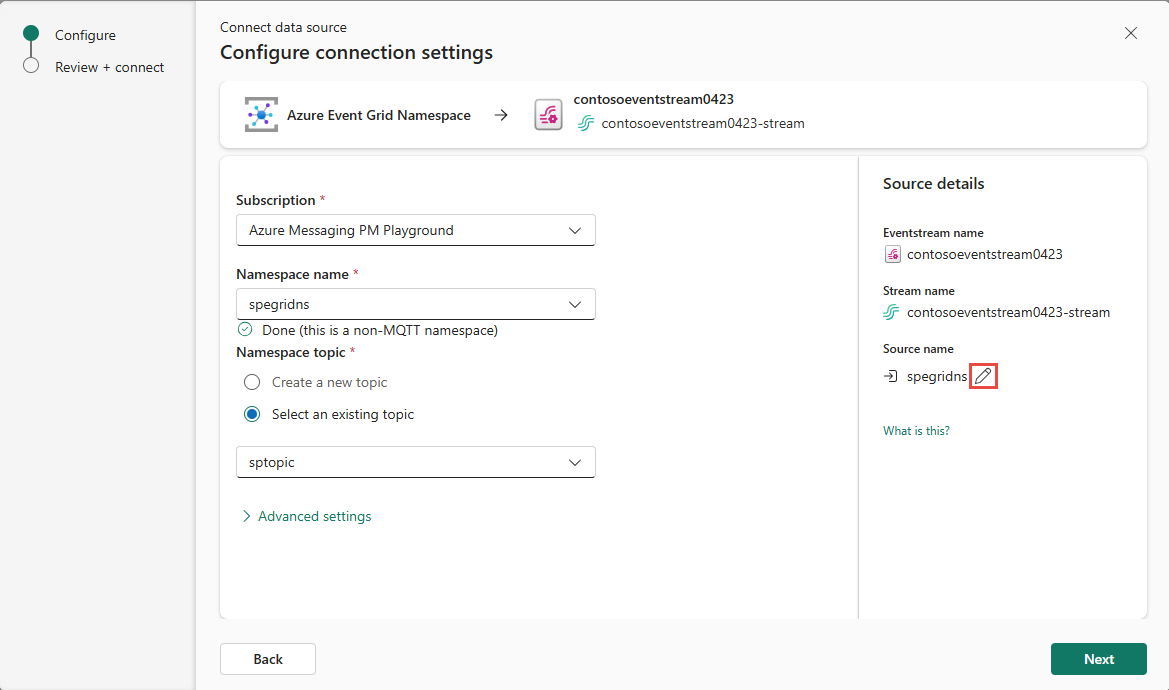 Configure
Review + connect
Connect data source
Configure connection settings
Azure Event Grid Namespace
contosoeventstream0423
contosoeventstream0423-stream
Subscription *
Azure Messaging PM Playground
Namespace name *
spegridns
Done (this is a non-MQTT namespace)
Namespace topic *
Create a new topic
Select an existing topic
sptopic
Advanced settings
Source details
Eventstream name
contosoeventstream0423
Stream name
contosoeventstream0423-stream
Source name
spegridns
What is this?
Back
Next